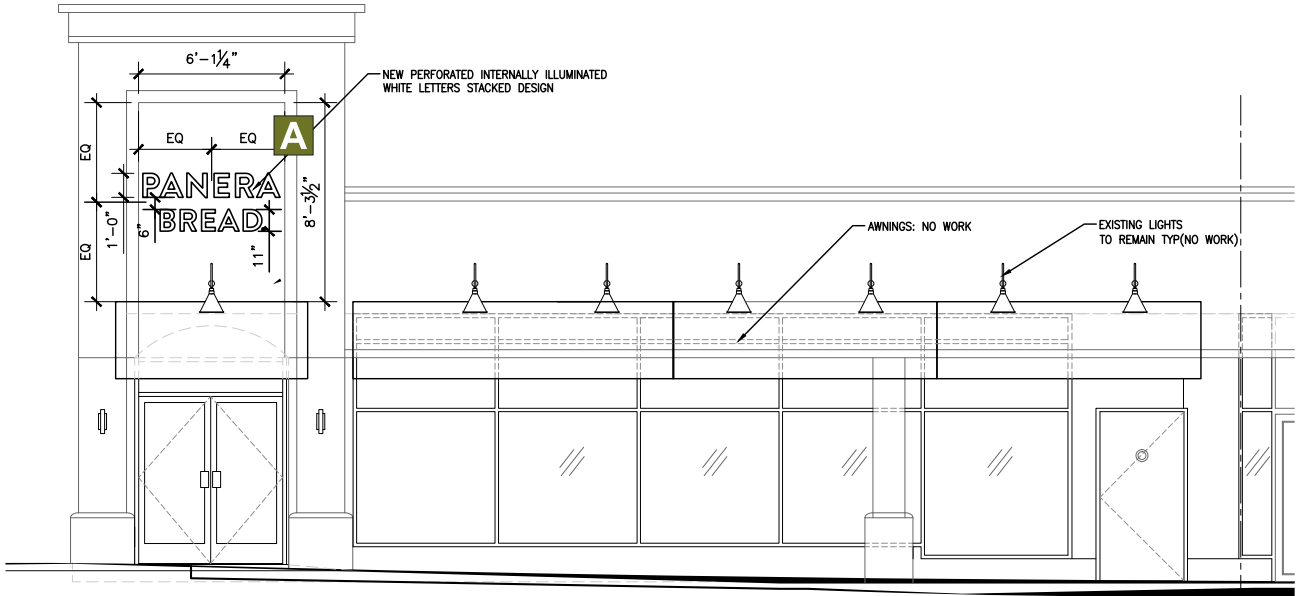 6'-1¼"
NEW PERFORATED INTERNALLY ILLUMINATED
WHITE LETTERS STACKED DESIGN
A
EQ
EQ
EQ
PANERA
BREAD
8'-3½"
1'-0"
6"
11"
EQ
AWNINGS: NO WORK
EXISTING LIGHTS
TO REMAIN TYP(NO WORK)